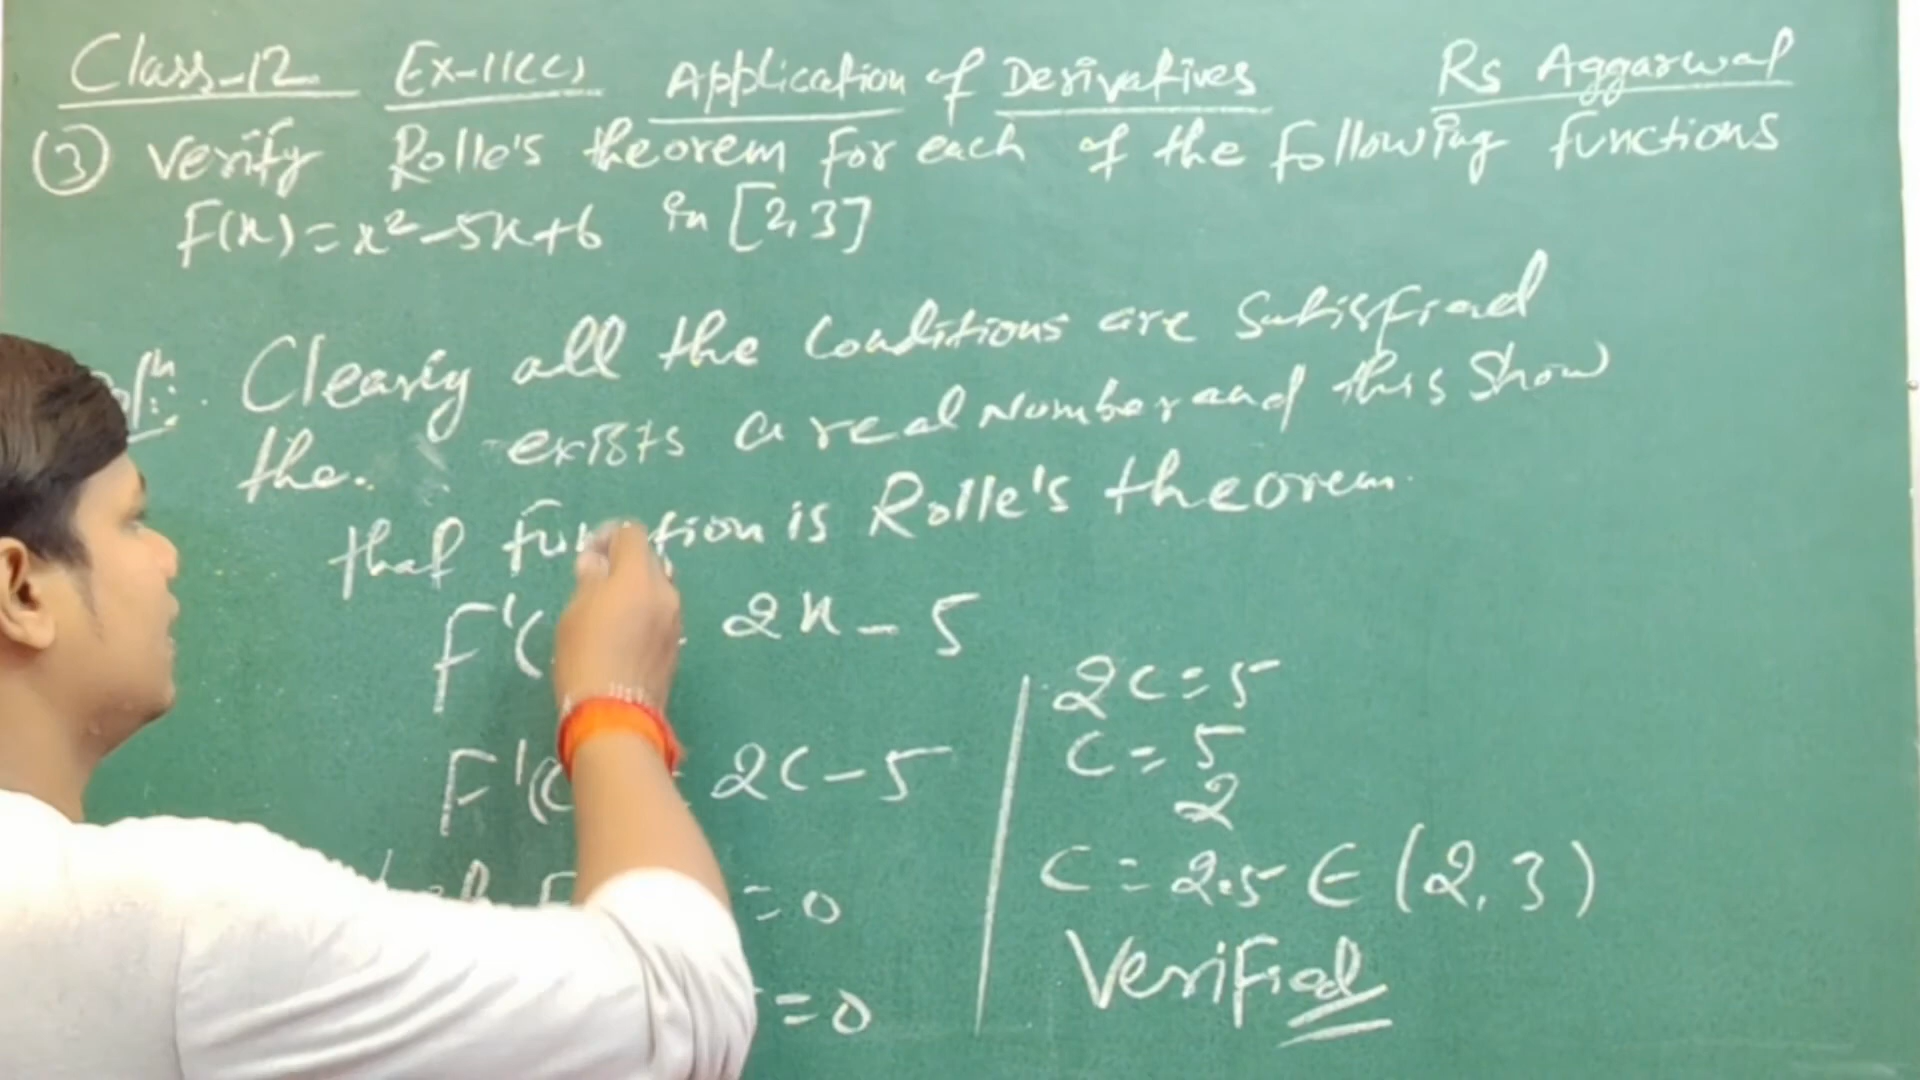 Class-12 Ex-11(C) Application of Derivatives Rs Aggarwal
(3) Verify Rolle's theorem for each of the following functions
F(x) = x² - 5x + 6 in [2, 3]
Clearly all the conditions are satisfied
the. exists a real number and this show
that function is Rolle's theorem.
F'( 2x - 5
F'(C = 2c - 5
= 0
= 0
2c = 5
c = 5
2
c = 2.5 ∈ (2, 3)
Verified